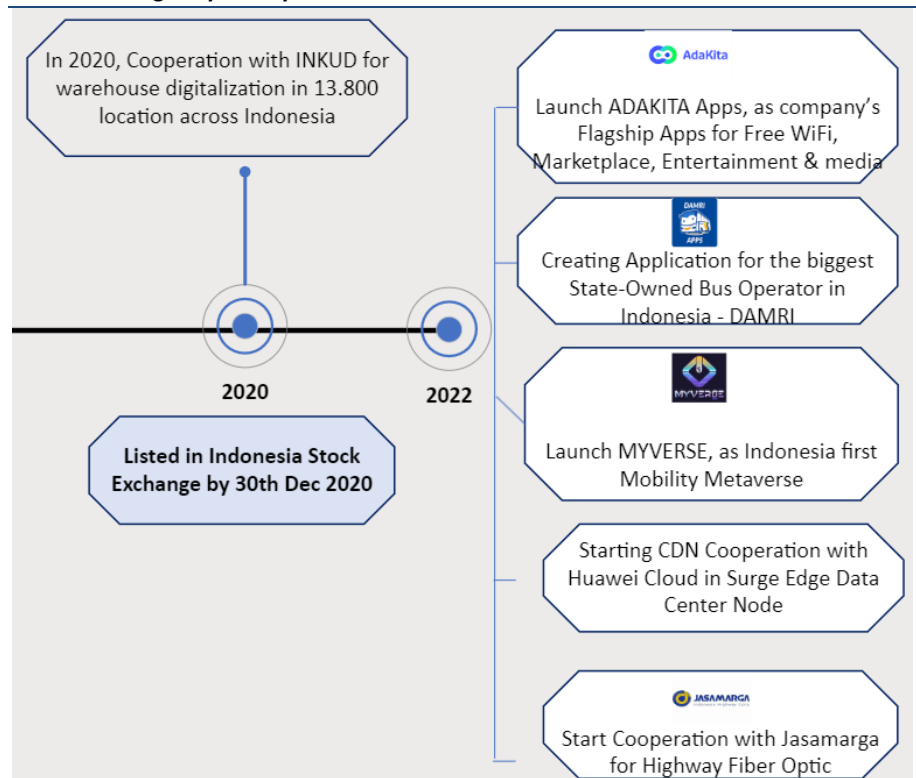 In 2020, Cooperation with INKUD for
warehouse digitalization in 13.800
location across Indonesia
2020
Listed in Indonesia Stock
Exchange by 30th Dec 2020
2022
AdaKita
Launch ADAKITA Apps, as company's
Flagship Apps for Free WiFi,
Marketplace, Entertainment & media
DAMRI
APPS
Creating Application for the biggest
State-Owned Bus Operator in
Indonesia - DAMRI
MYVERSE
Launch MYVERSE, as Indonesia first
Mobility Metaverse
Starting CDN Cooperation with
Huawei Cloud in Surge Edge Data
Center Node
JASAMARGA
Start Cooperation with Jasamarga
for Highway Fiber Optic